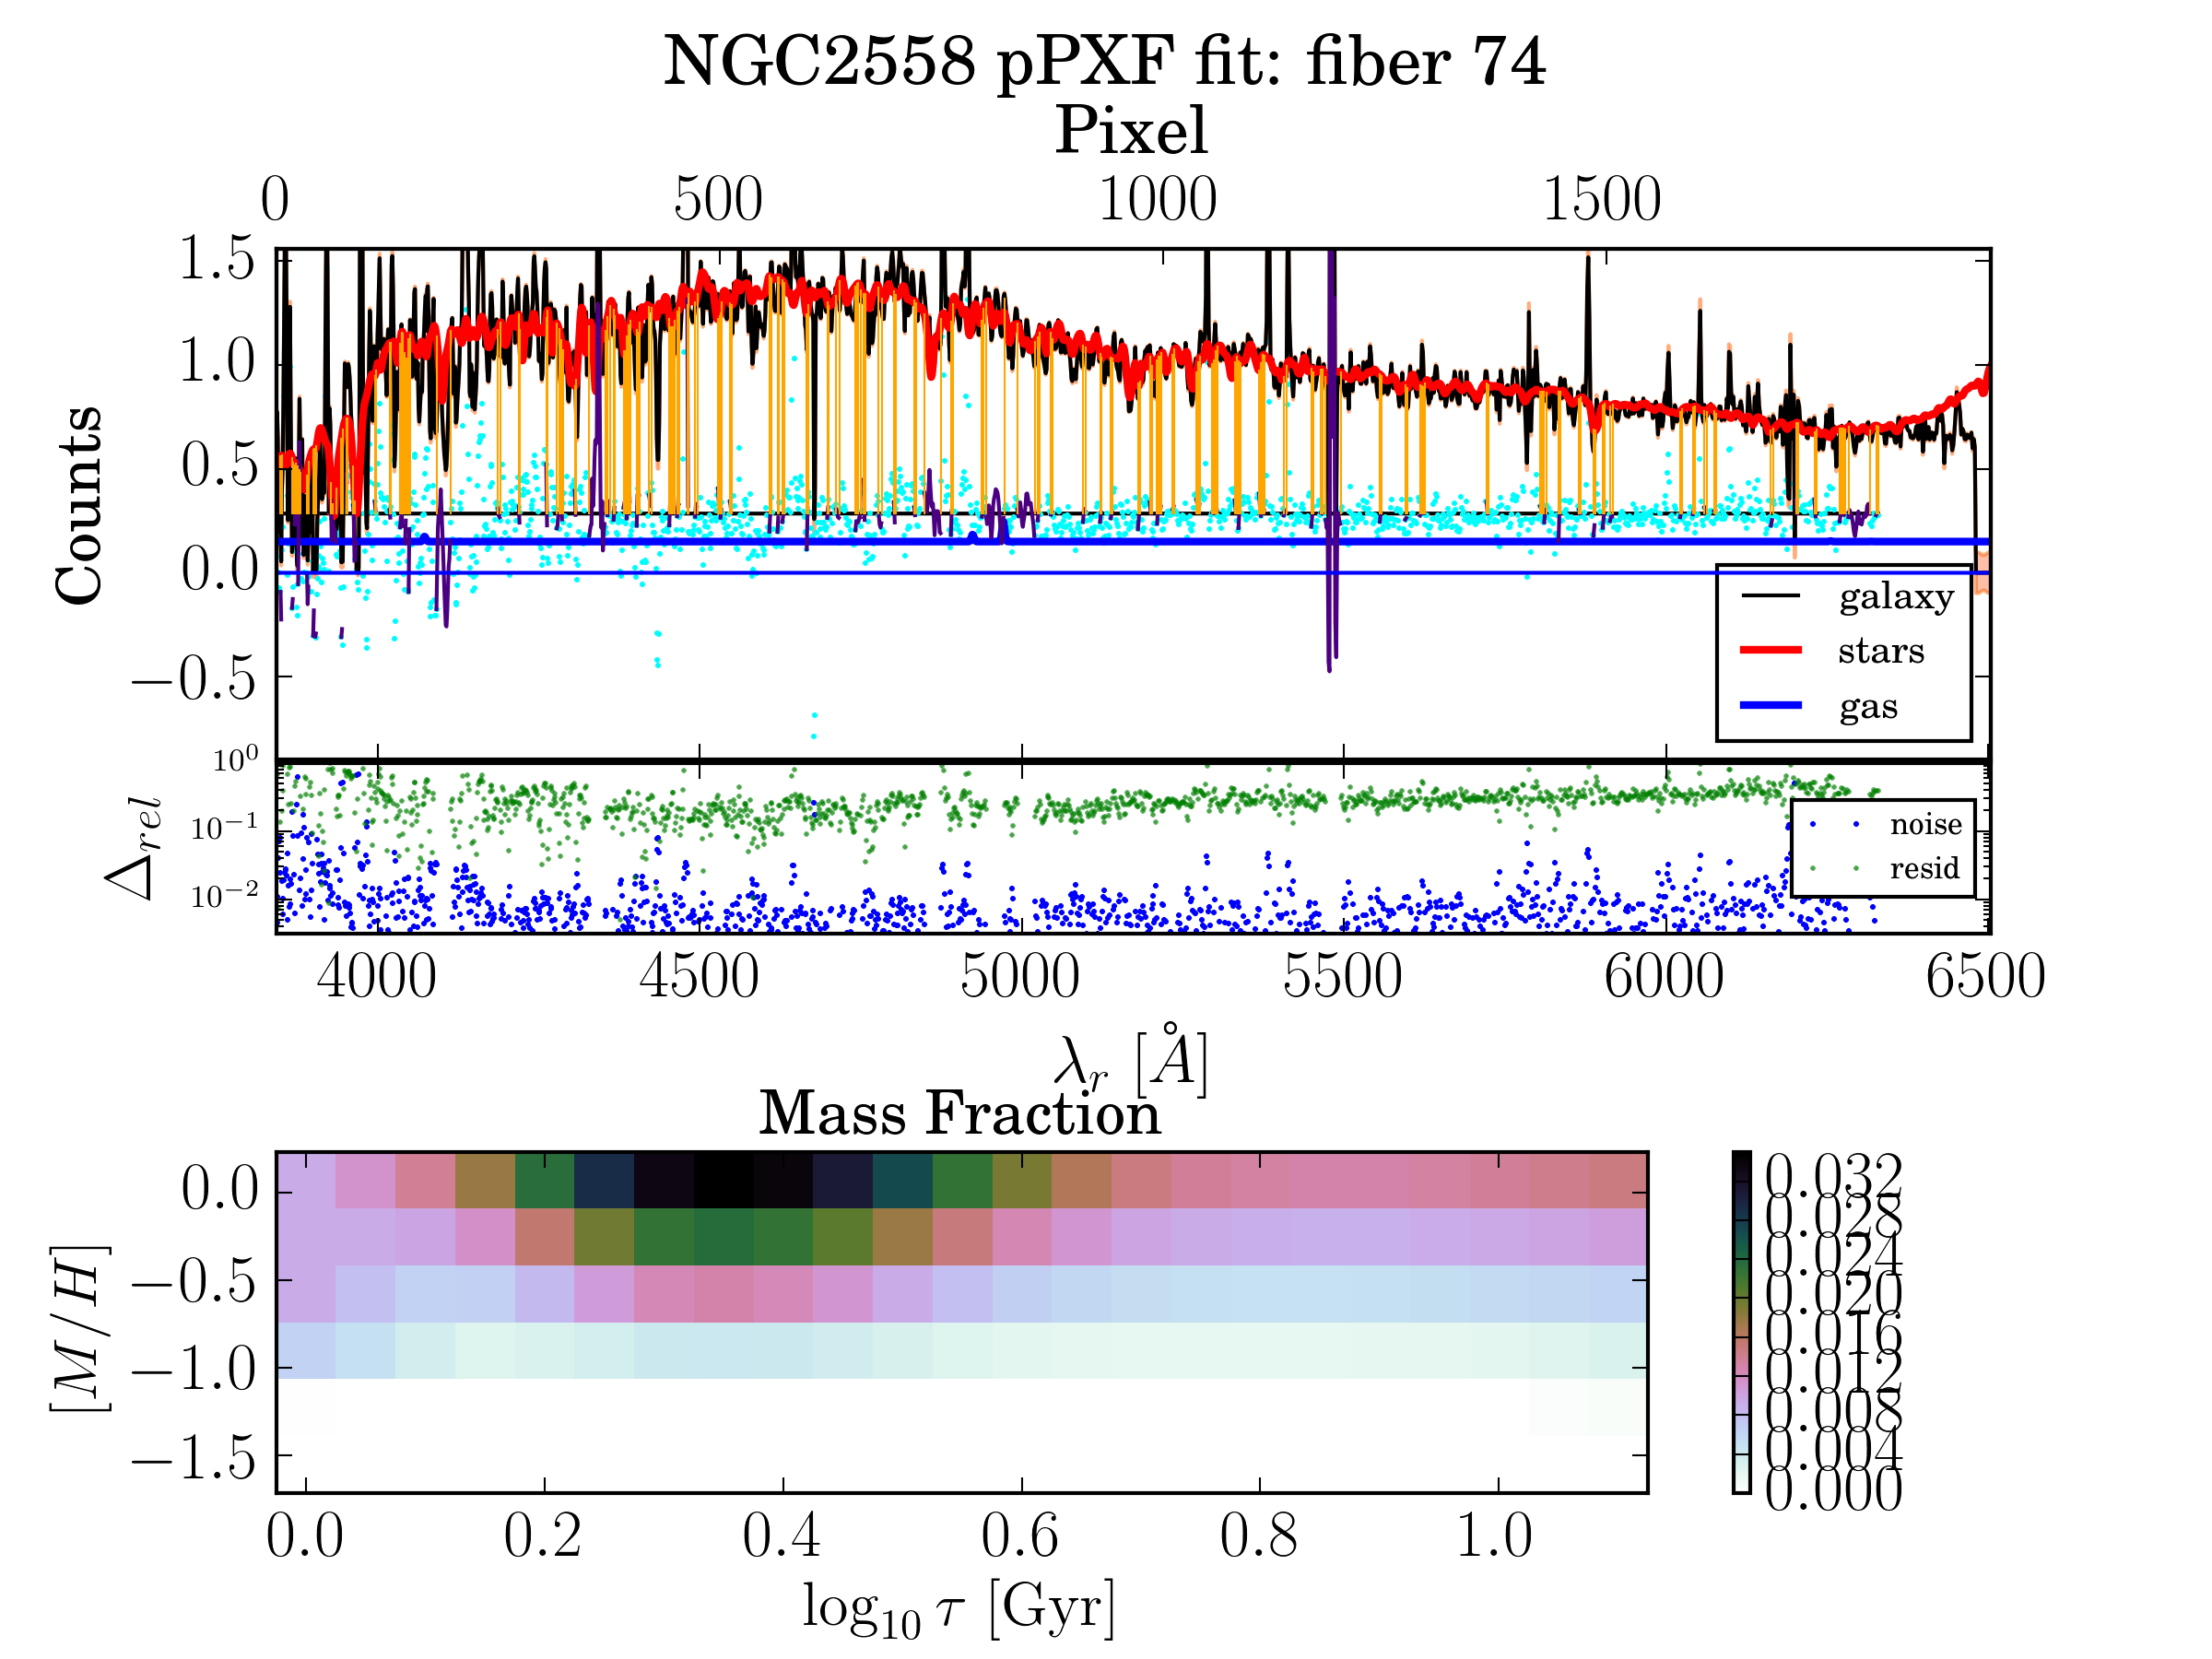 NGC2558 pPXF fit: fiber 74
Pixel
0 500 1000 1500
Counts
1.5
1.0
0.5
0.0
−0.5
galaxy
stars
gas
Δrel
10⁰
10⁻¹
10⁻²
noise
resid
4000 4500 5000 5500 6000 6500
λr [Å]
Mass Fraction
[M/H]
0.0
−0.5
−1.0
−1.5
0.0 0.2 0.4 0.6 0.8 1.0
log₁₀ τ [Gyr]
0.032
0.028
0.024
0.020
0.016
0.012
0.008
0.004
0.000